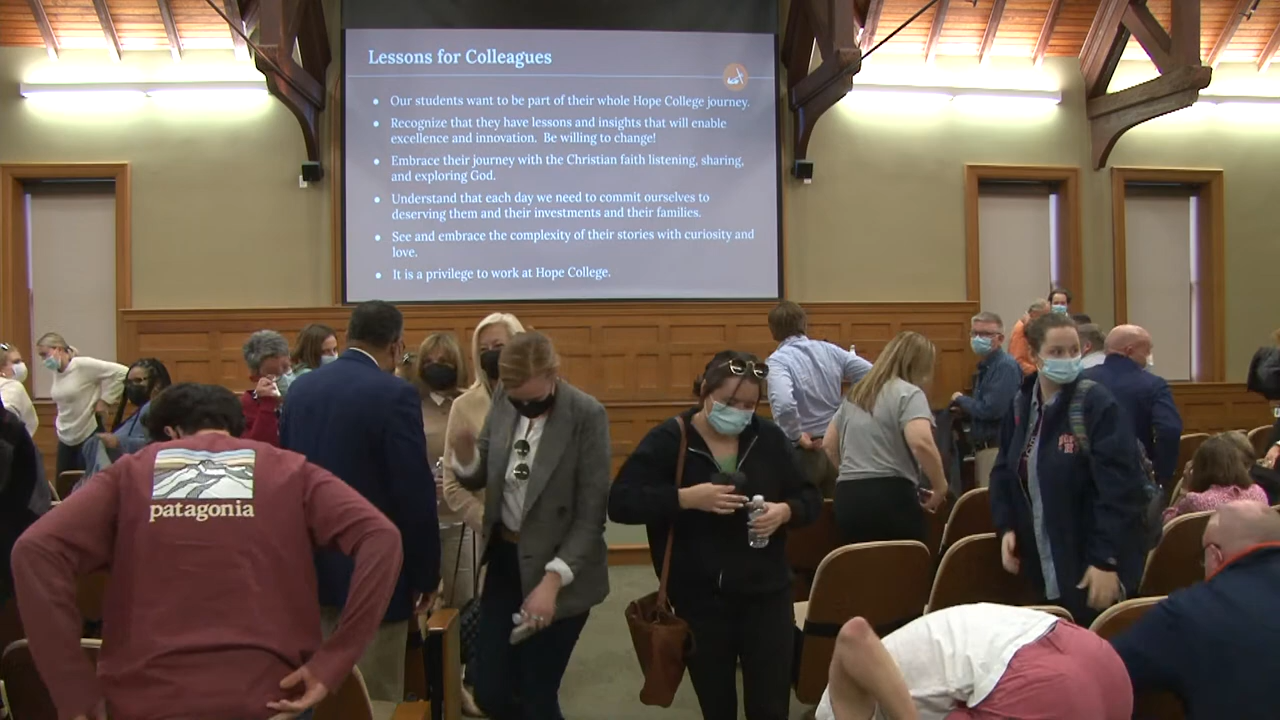 Lessons for Colleagues
• Our students want to be part of their whole Hope College journey.
• Recognize that they have lessons and insights that will enable
excellence and innovation. Be willing to change!
• Embrace their journey with the Christian faith listening, sharing,
and exploring God.
• Understand that each day we need to commit ourselves to
deserving them and their investments and their families.
• See and embrace the complexity of their stories with curiosity and
love.
• It is a privilege to work at Hope College.
patagonia